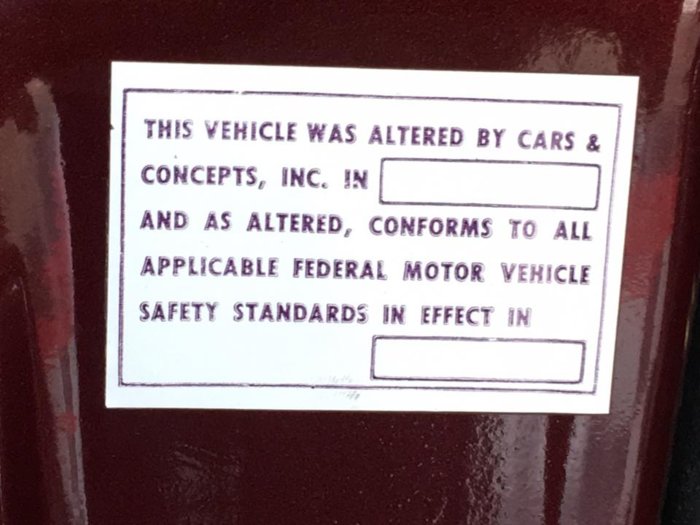 THIS VEHICLE WAS ALTERED BY CARS &
CONCEPTS, INC. IN
AND AS ALTERED, CONFORMS TO ALL
APPLICABLE FEDERAL MOTOR VEHICLE
SAFETY STANDARDS IN EFFECT IN